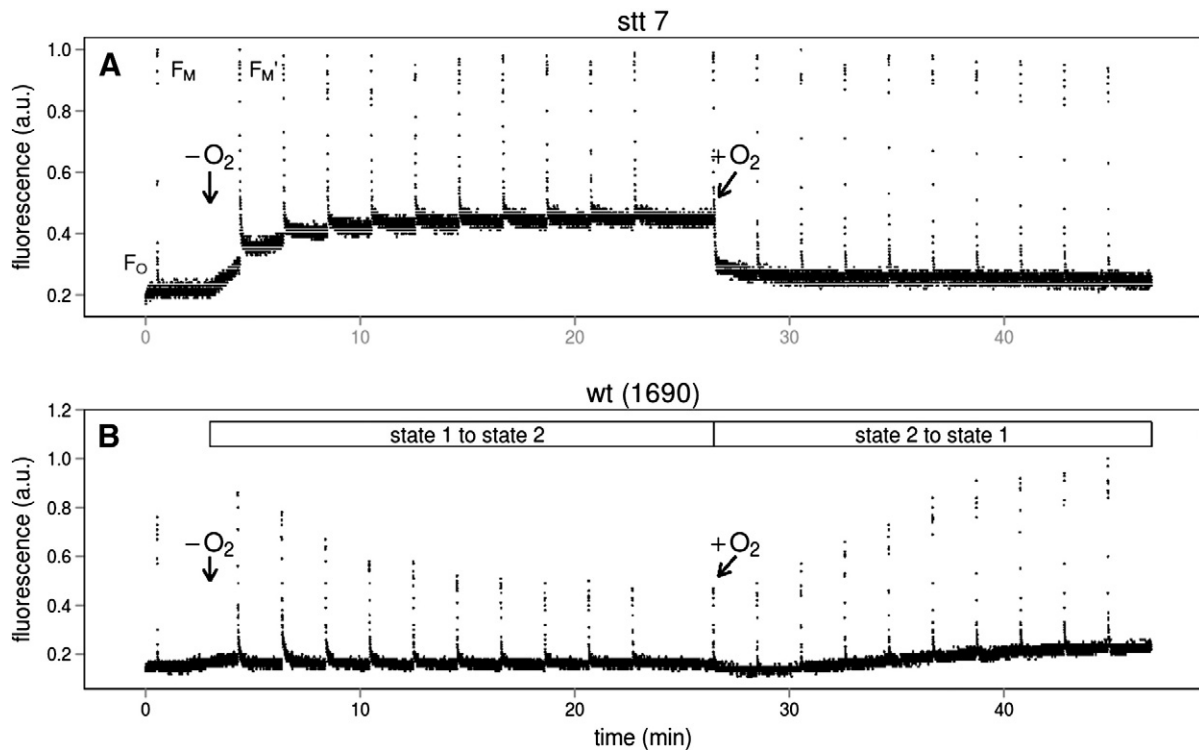 stt 7
A
fluorescence (a.u.)
1.0
0.8
0.6
0.4
0.2
F_M
F_M'
−O₂
+O₂
F_O
0
10
20
30
40
wt (1690)
B
fluorescence (a.u.)
1.2
1.0
0.8
0.6
0.4
0.2
state 1 to state 2
state 2 to state 1
−O₂
+O₂
0
10
20
30
40
time (min)